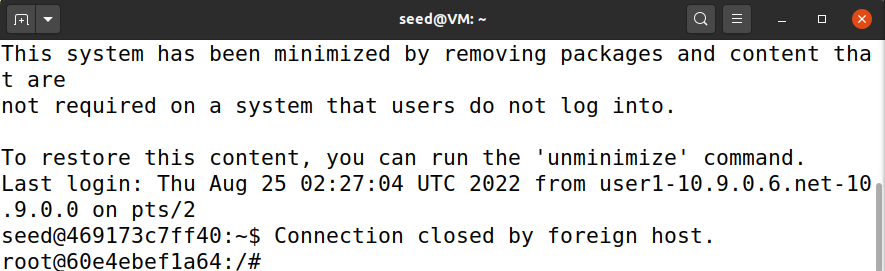 seed@VM: ~
This system has been minimized by removing packages and content tha
t are
not required on a system that users do not log into.
To restore this content, you can run the 'unminimize' command.
Last login: Thu Aug 25 02:27:04 UTC 2022 from user1-10.9.0.6.net-10
.9.0.0 on pts/2
seed@469173c7ff40:~$ Connection closed by foreign host.
root@60e4ebef1a64:/#